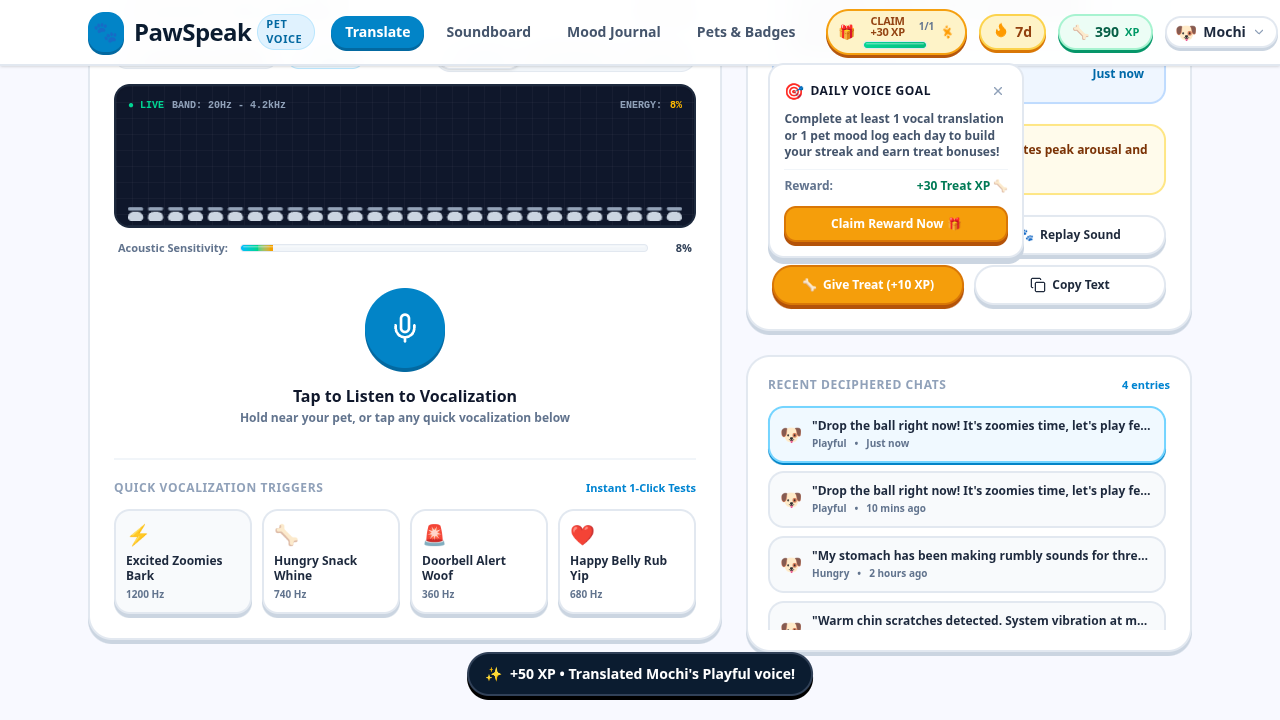 PawSpeak
PET
VOICE
Translate
Soundboard
Mood Journal
Pets & Badges
CLAIM
+30 XP
1/1
7d
390 XP
Mochi
● LIVE BAND: 20Hz - 4.2kHz
ENERGY: 8%
Acoustic Sensitivity:
8%
Tap to Listen to Vocalization
Hold near your pet, or tap any quick vocalization below
QUICK VOCALIZATION TRIGGERS
Instant 1-Click Tests
Excited Zoomies
Bark
1200 Hz
Hungry Snack
Whine
740 Hz
Doorbell Alert
Woof
360 Hz
Happy Belly Rub
Yip
680 Hz
Just now
DAILY VOICE GOAL
Complete at least 1 vocal translation
or 1 pet mood log each day to build
your streak and earn treat bonuses!
Reward:
+30 Treat XP
Claim Reward Now
tes peak arousal and
Replay Sound
Give Treat (+10 XP)
Copy Text
RECENT DECIPHERED CHATS
4 entries
"Drop the ball right now! It's zoomies time, let's play fe...
Playful • Just now
"Drop the ball right now! It's zoomies time, let's play fe...
Playful • 10 mins ago
"My stomach has been making rumbly sounds for thre...
Hungry • 2 hours ago
"Warm chin scratches detected. System vibration at m...
+50 XP • Translated Mochi's Playful voice!